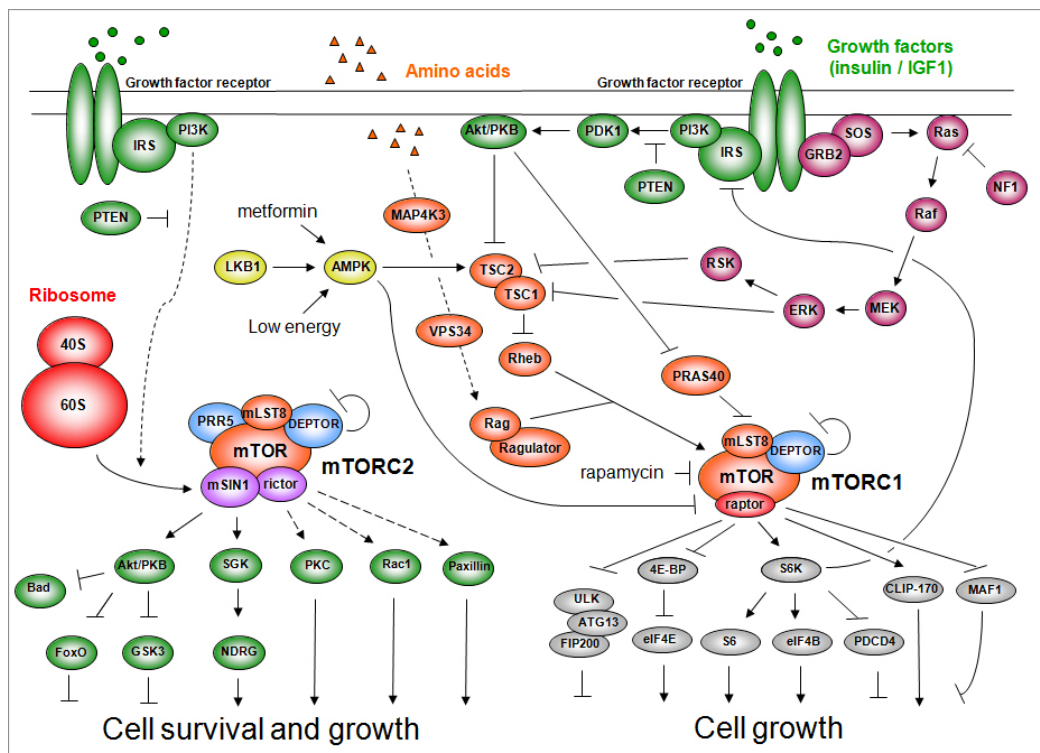 Growth factors
(insulin / IGF1)
Amino acids
Growth factor receptor
Growth factor receptor
PI3K
IRS
Akt/PKB
PDK1
PI3K
IRS
SOS
GRB2
Ras
PTEN
NF1
PTEN
MAP4K3
Raf
metformin
LKB1
AMPK
TSC2
TSC1
RSK
ERK
MEK
Ribosome
Low energy
VPS34
40S
Rheb
PRAS40
60S
PRR5
mLST8
DEPTOR
mTOR
mTORC2
mSIN1
rictor
Rag
Ragulator
rapamycin
mLST8
DEPTOR
mTOR
mTORC1
raptor
Akt/PKB
SGK
PKC
Rac1
Paxillin
4E-BP
S6K
CLIP-170
MAF1
Bad
ULK
ATG13
FIP200
FoxO
GSK3
NDRG
eIF4E
S6
eIF4B
PDCD4
Cell survival and growth
Cell growth